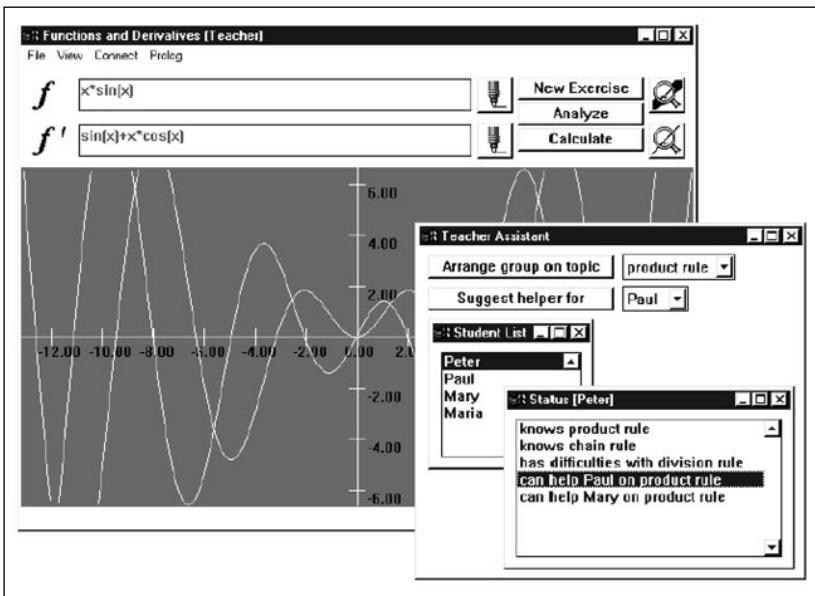 Functions and Derivatives [Teacher]
File View Connect Prolog
f x*sin(x)
New Exercise
Analyze
f ' sin(x)+x*cos(x)
Calculate
6.00
4.00
2.00
-12.00 -10.00 -8.00 -6.00 -4.00 -2.00 0.00
-2.00
-4.00
-6.00
Teacher Assistant
Arrange group on topic product rule
Suggest helper for Paul
Student List
Peter
Paul
Mary
Maria
Status [Peter]
knows product rule
knows chain rule
has difficulties with division rule
can help Paul on product rule
can help Mary on product rule